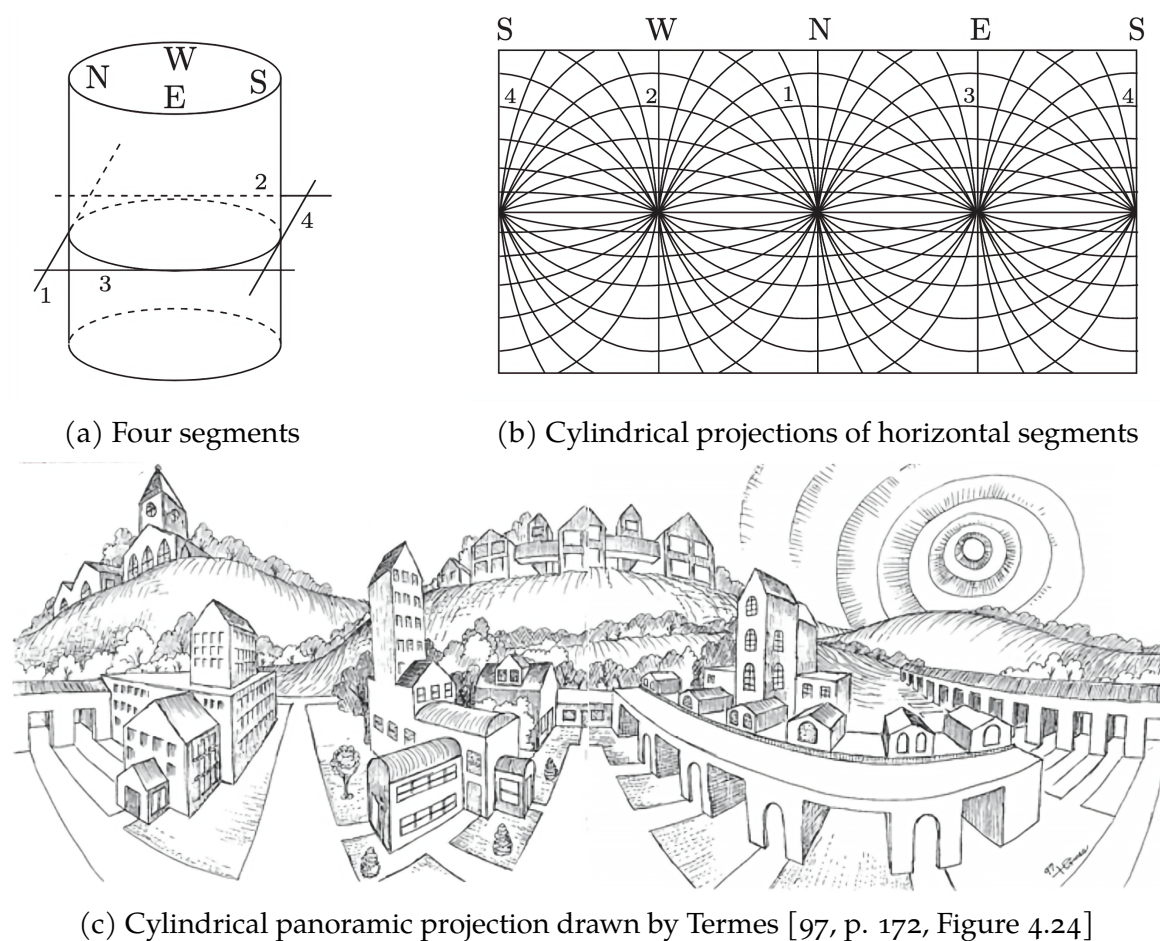 S W N E S
W
N S
E
4 2 1 3 4
2
4
3
1
(a) Four segments
(b) Cylindrical projections of horizontal segments
(c) Cylindrical panoramic projection drawn by Termes [97, p. 172, Figure 4.24]